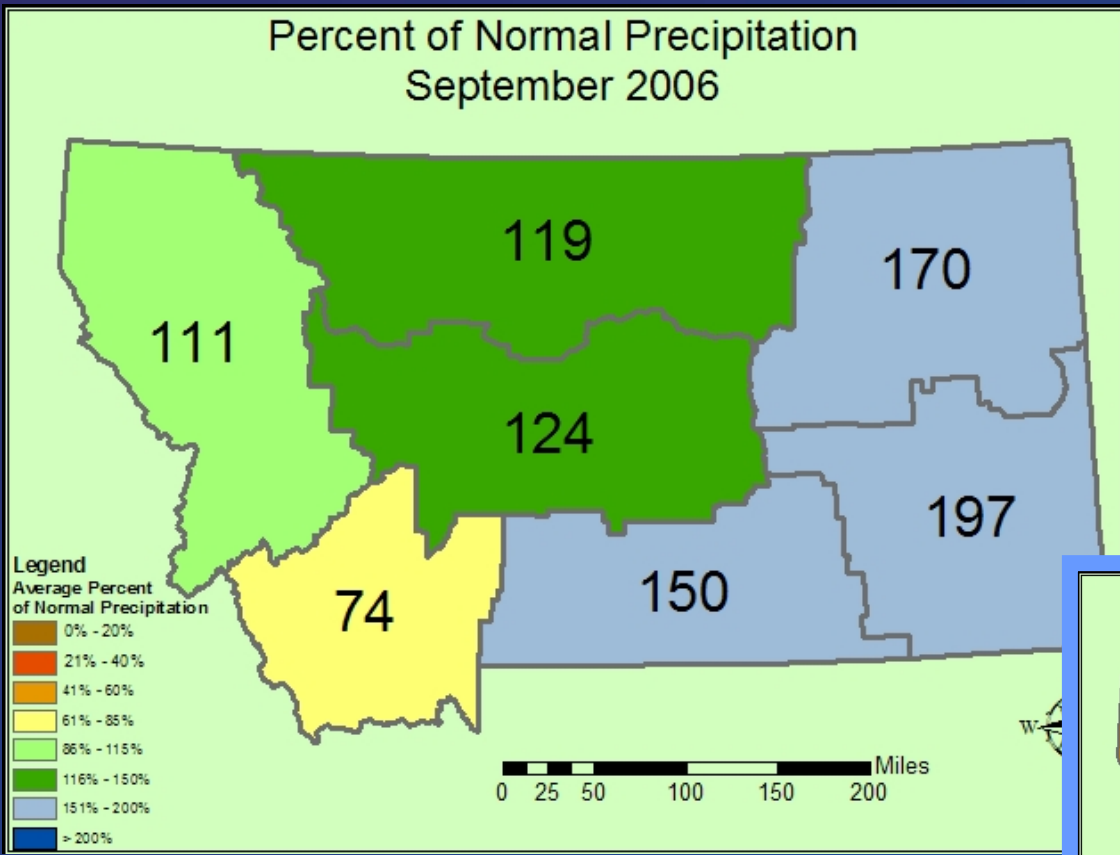 Percent of Normal Precipitation
September 2006
119
170
111
124
197
150
74
Legend
Average Percent
of Normal Precipitation
0% - 20%
21% - 40%
41% - 60%
61% - 85%
86% - 115%
116% - 150%
151% - 200%
> 200%
W
Miles
0 25 50 100 150 200